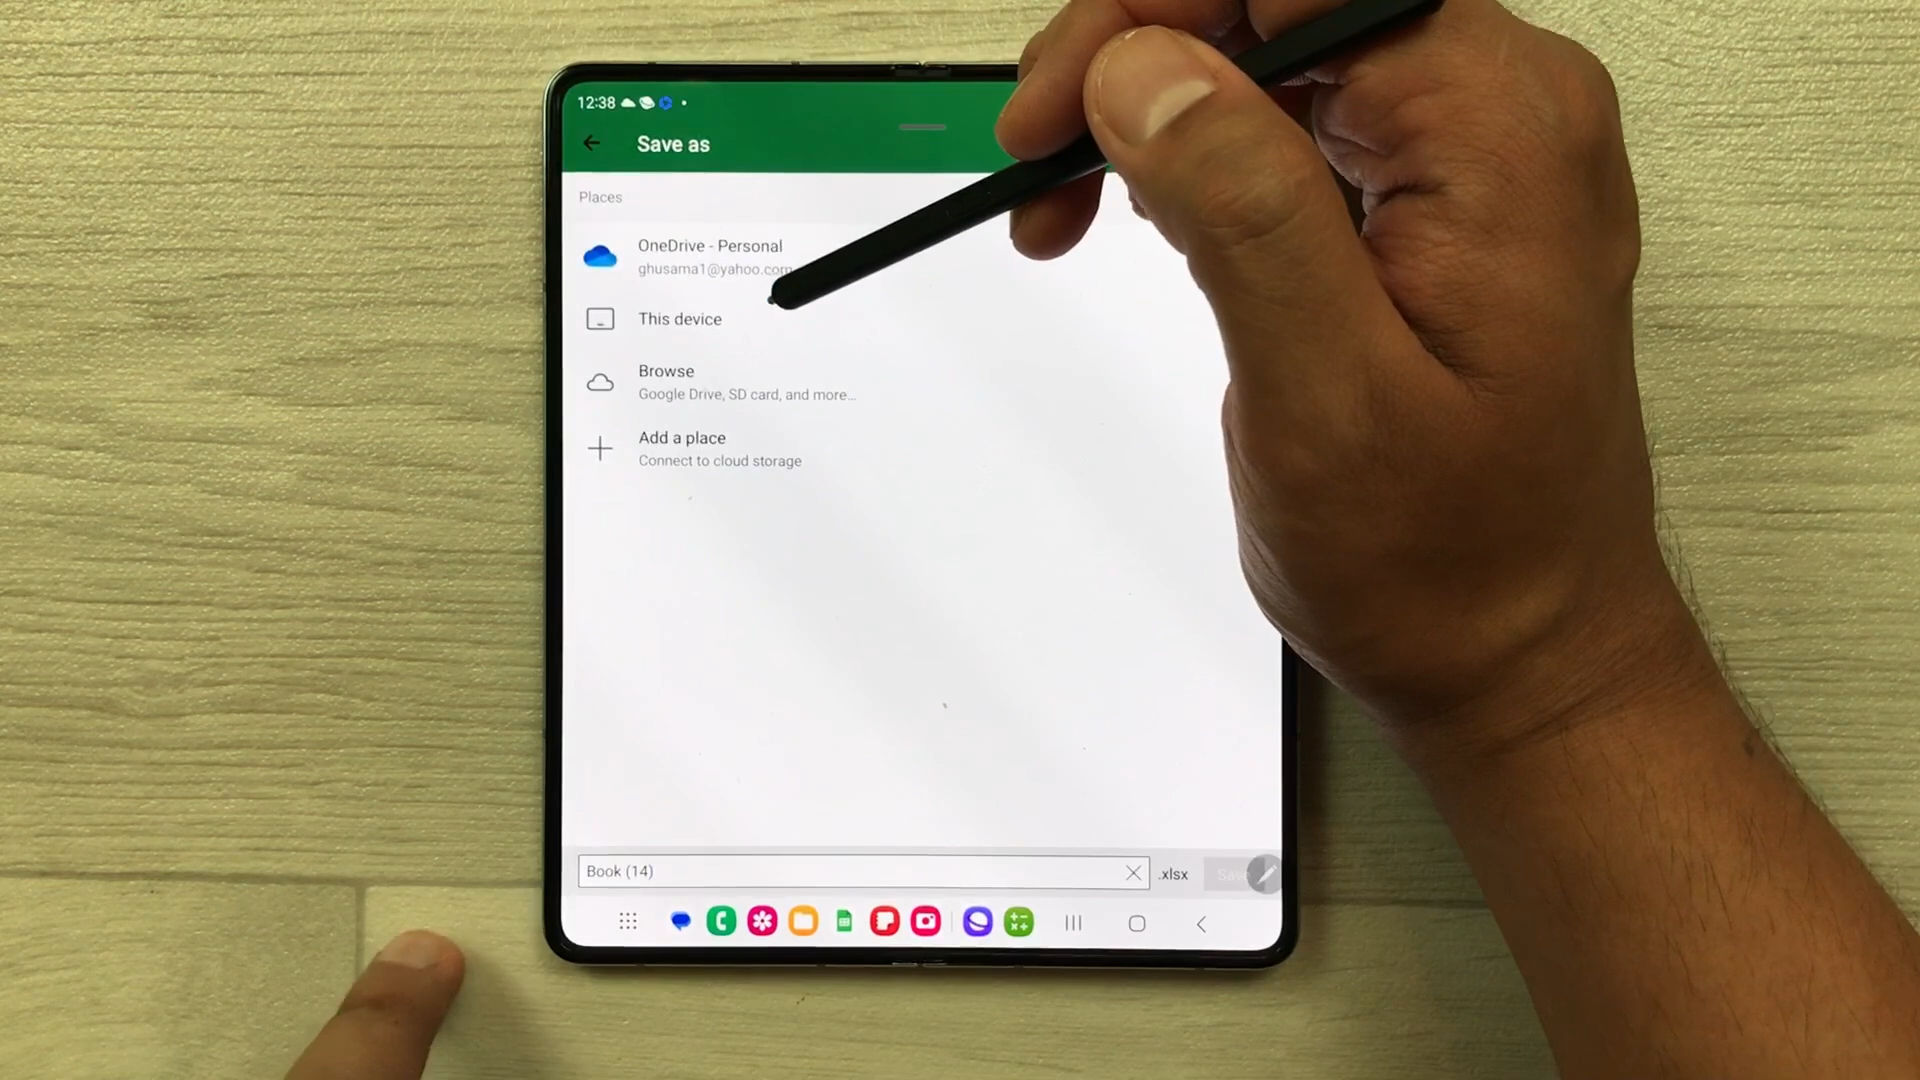 12:38
Save as
Places
OneDrive - Personal
ghusama1@yahoo.com
This device
Browse
Google Drive, SD card, and more...
Add a place
Connect to cloud storage
Book (14)
.xlsx
Save